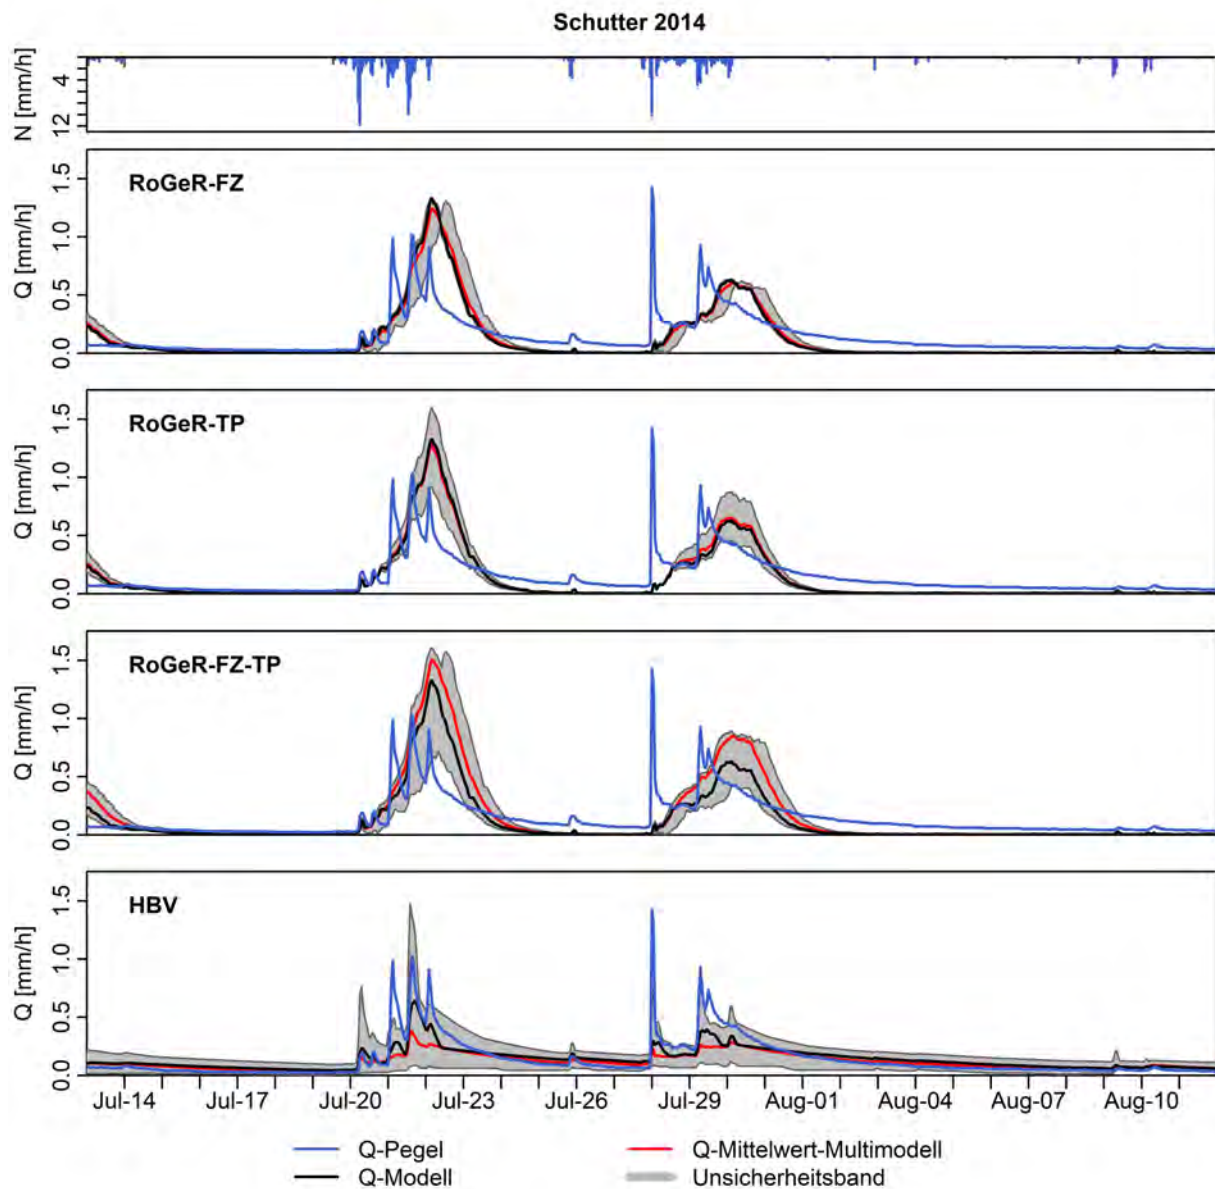 Schutter 2014
N [mm/h]
4
12
RoGeR-FZ
Q [mm/h]
1.5
1.0
0.5
0.0
RoGeR-TP
Q [mm/h]
1.5
1.0
0.5
0.0
RoGeR-FZ-TP
Q [mm/h]
1.5
1.0
0.5
0.0
HBV
Q [mm/h]
1.5
1.0
0.5
0.0
Jul-14 Jul-17 Jul-20 Jul-23 Jul-26 Jul-29 Aug-01 Aug-04 Aug-07 Aug-10
Q-Pegel Q-Mittelwert-Multimodell
Q-Modell Unsicherheitsband